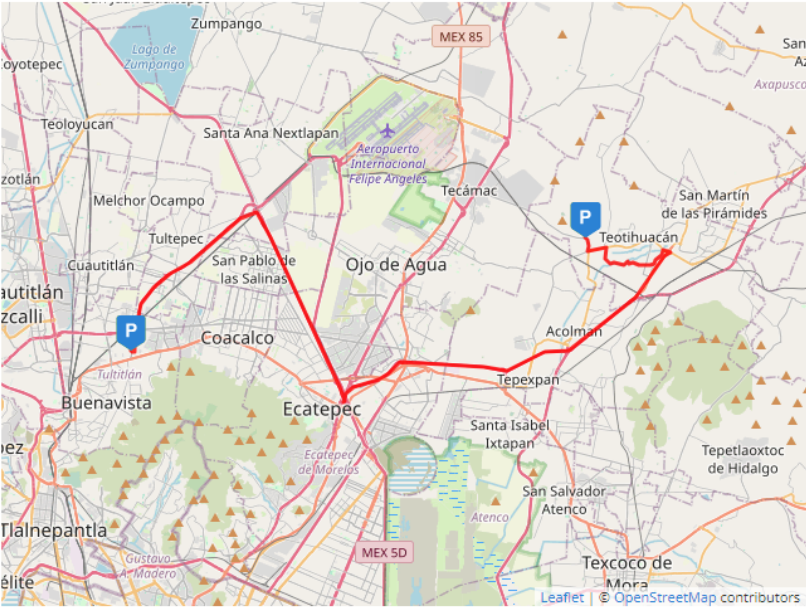 Zumpango
MEX 85
Lago de
Zumpango
oyotepec
Axapusco
Teoloyucan
Santa Ana Nextlapan
Aeropuerto
Internacional
Felipe Ángeles
zotlán
Tecámac
Melchor Ocampo
San Martín
de las Pirámides
P
Teotihuacán
Tultepec
Cuautitlán
San Pablo de
las Salinas
Ojo de Agua
autitlán
zcalli
P
Coacalco
Acolman
Tultitlán
Tepexpan
Buenavista
Ecatepec
Santa Isabel
Ixtapan
Ecatepec
de Morelos
pez
Tepetlaoxtoc
de Hidalgo
San Salvador
Atenco
Atenco
Tlalnepantla
MEX 5D
Gustavo
A. Madero
Texcoco de
Mora
élite
Leaflet | © OpenStreetMap contributors